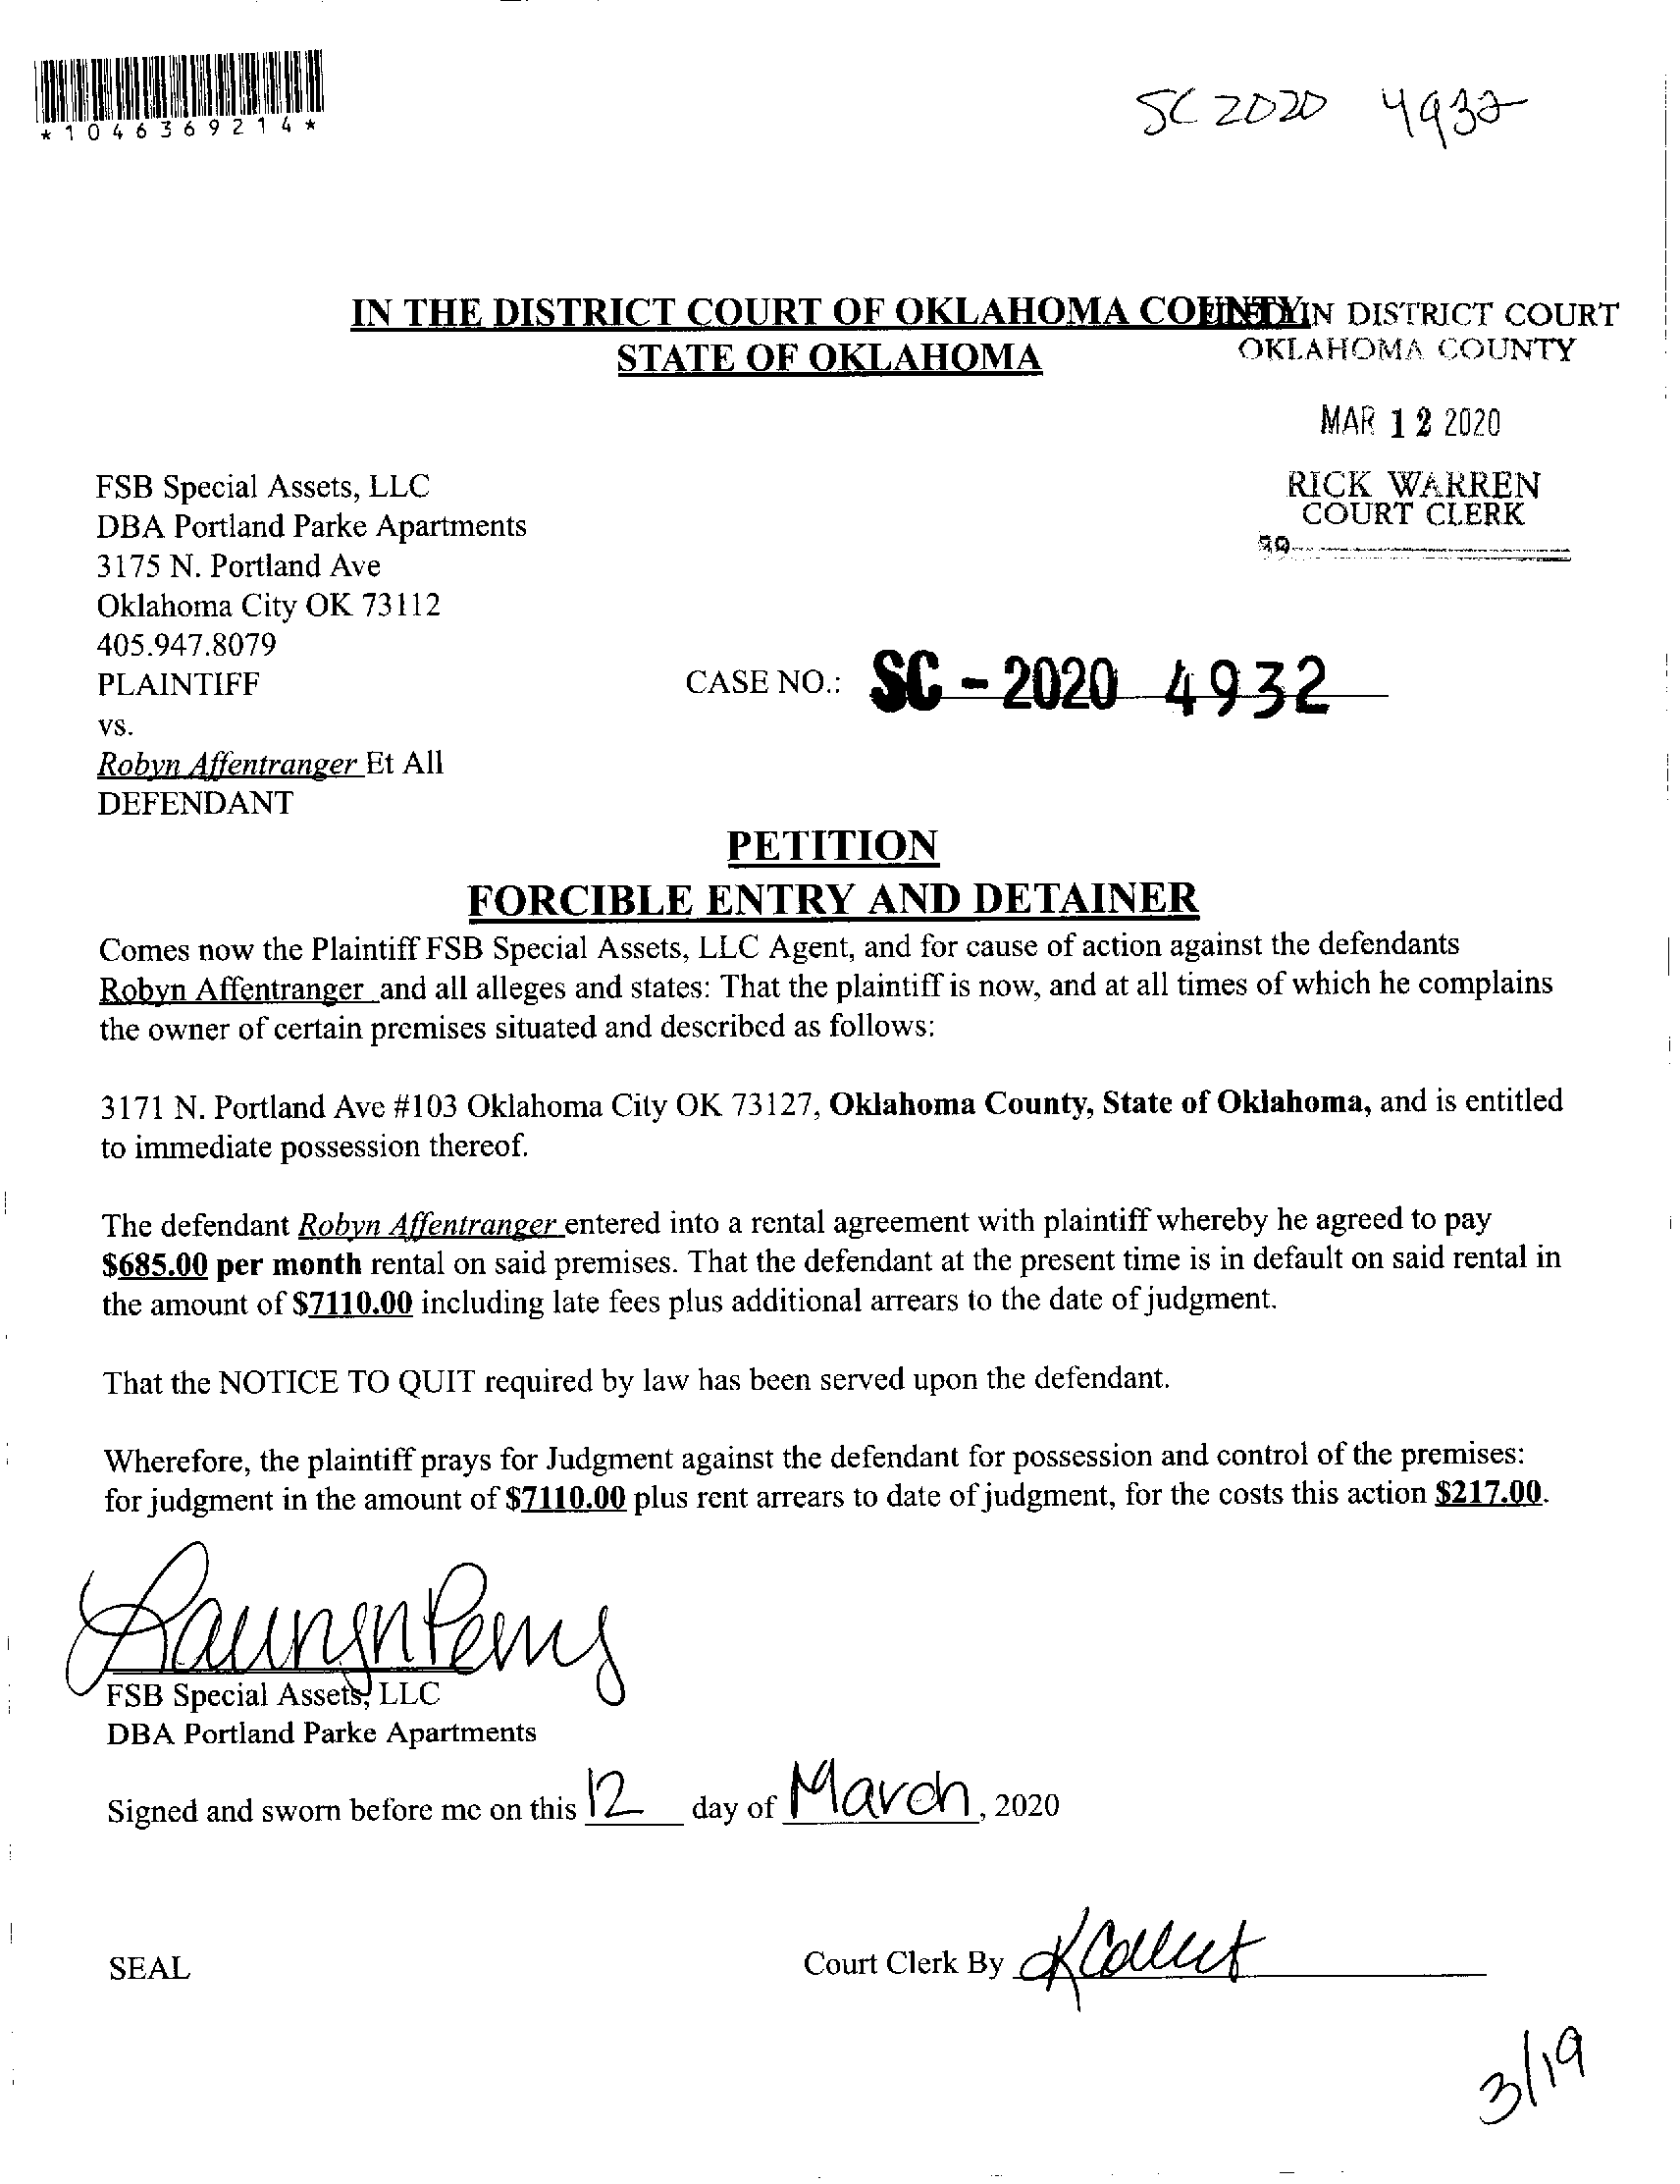 *1046369214*
SC 2020 4932
IN THE DISTRICT COURT OF OKLAHOMA COUNTY
STATE OF OKLAHOMA
IN DISTRICT COURT
OKLAHOMA COUNTY
MAR 12 2020
RICK WARREN
COURT CLERK
FSB Special Assets, LLC
DBA Portland Parke Apartments
3175 N. Portland Ave
Oklahoma City OK 73112
405.947.8079
PLAINTIFF
CASE NO.: SC - 2020 4932
vs.
Robyn Affentranger Et All
DEFENDANT
PETITION
FORCIBLE ENTRY AND DETAINER
Comes now the Plaintiff FSB Special Assets, LLC Agent, and for cause of action against the defendants
Robyn Affentranger and all alleges and states: That the plaintiff is now, and at all times of which he complains
the owner of certain premises situated and described as follows:
3171 N. Portland Ave #103 Oklahoma City OK 73127, Oklahoma County, State of Oklahoma, and is entitled
to immediate possession thereof.
The defendant Robyn Affentranger entered into a rental agreement with plaintiff whereby he agreed to pay
$685.00 per month rental on said premises. That the defendant at the present time is in default on said rental in
the amount of $7110.00 including late fees plus additional arrears to the date of judgment.
That the NOTICE TO QUIT required by law has been served upon the defendant.
Wherefore, the plaintiff prays for Judgment against the defendant for possession and control of the premises:
for judgment in the amount of $7110.00 plus rent arrears to date of judgment, for the costs this action $217.00.
FSB Special Assets, LLC
DBA Portland Parke Apartments
Signed and sworn before me on this 12 day of March, 2020
SEAL
Court Clerk By
3/19